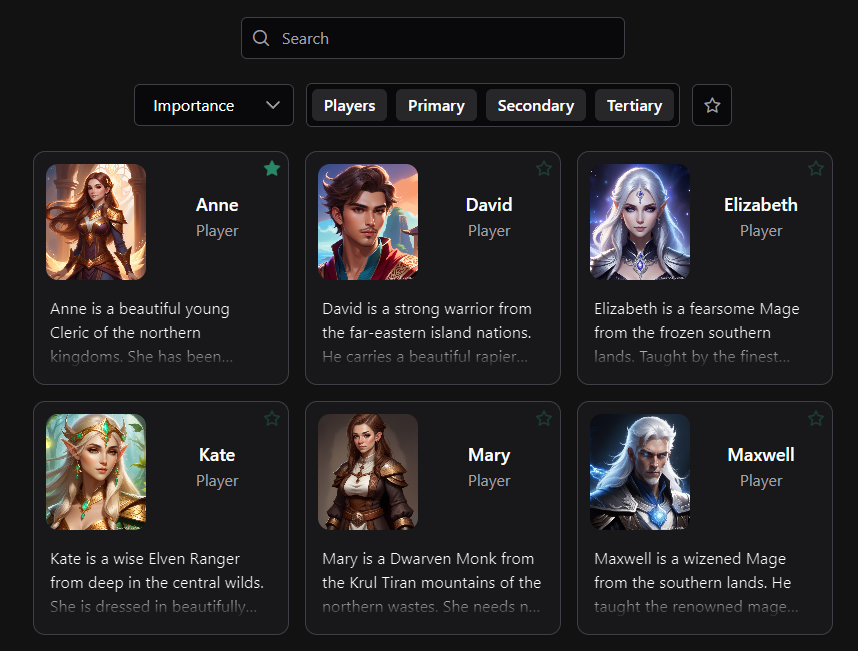 Search
Importance
Players Primary Secondary Tertiary
Anne
Player
Anne is a beautiful young
Cleric of the northern
kingdoms. She has been...
David
Player
David is a strong warrior from
the far-eastern island nations.
He carries a beautiful rapier...
Elizabeth
Player
Elizabeth is a fearsome Mage
from the frozen southern
lands. Taught by the finest...
Kate
Player
Kate is a wise Elven Ranger
from deep in the central wilds.
She is dressed in beautifully...
Mary
Player
Mary is a Dwarven Monk from
the Krul Tiran mountains of the
northern wastes. She needs n...
Maxwell
Player
Maxwell is a wizened Mage
from the southern lands. He
taught the renowned mage...